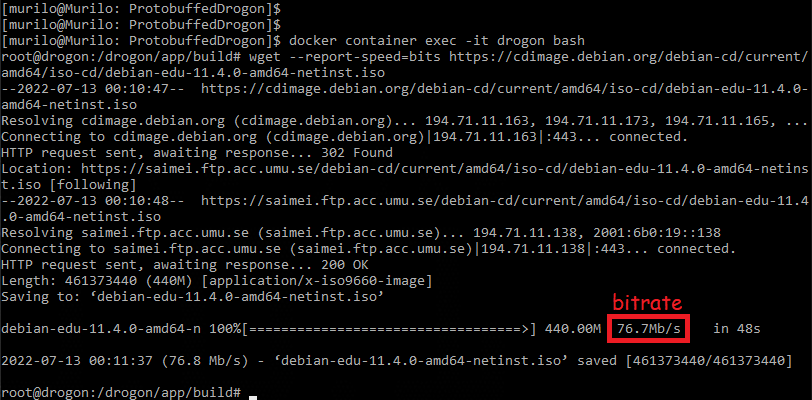 [murilo@Murilo: ProtobuffedDrogon]$
[murilo@Murilo: ProtobuffedDrogon]$
[murilo@Murilo: ProtobuffedDrogon]$ docker container exec -it drogon bash
root@drogon:/drogon/app/build# wget --report-speed=bits https://cdimage.debian.org/debian-cd/current/
amd64/iso-cd/debian-edu-11.4.0-amd64-netinst.iso
--2022-07-13 00:10:47--  https://cdimage.debian.org/debian-cd/current/amd64/iso-cd/debian-edu-11.4.0-
amd64-netinst.iso
Resolving cdimage.debian.org (cdimage.debian.org)... 194.71.11.163, 194.71.11.173, 194.71.11.165, ...
Connecting to cdimage.debian.org (cdimage.debian.org)|194.71.11.163|:443... connected.
HTTP request sent, awaiting response... 302 Found
Location: https://saimei.ftp.acc.umu.se/debian-cd/current/amd64/iso-cd/debian-edu-11.4.0-amd64-netins
t.iso [following]
--2022-07-13 00:10:48--  https://saimei.ftp.acc.umu.se/debian-cd/current/amd64/iso-cd/debian-edu-11.4
.0-amd64-netinst.iso
Resolving saimei.ftp.acc.umu.se (saimei.ftp.acc.umu.se)... 194.71.11.138, 2001:6b0:19::138
Connecting to saimei.ftp.acc.umu.se (saimei.ftp.acc.umu.se)|194.71.11.138|:443... connected.
HTTP request sent, awaiting response... 200 OK
Length: 461373440 (440M) [application/x-iso9660-image]
Saving to: ‘debian-edu-11.4.0-amd64-netinst.iso’
bitrate
debian-edu-11.4.0-amd64-n 100%[==================================>] 440.00M  76.7Mb/s    in 48s
2022-07-13 00:11:37 (76.8 Mb/s) - ‘debian-edu-11.4.0-amd64-netinst.iso’ saved [461373440/461373440]
root@drogon:/drogon/app/build#